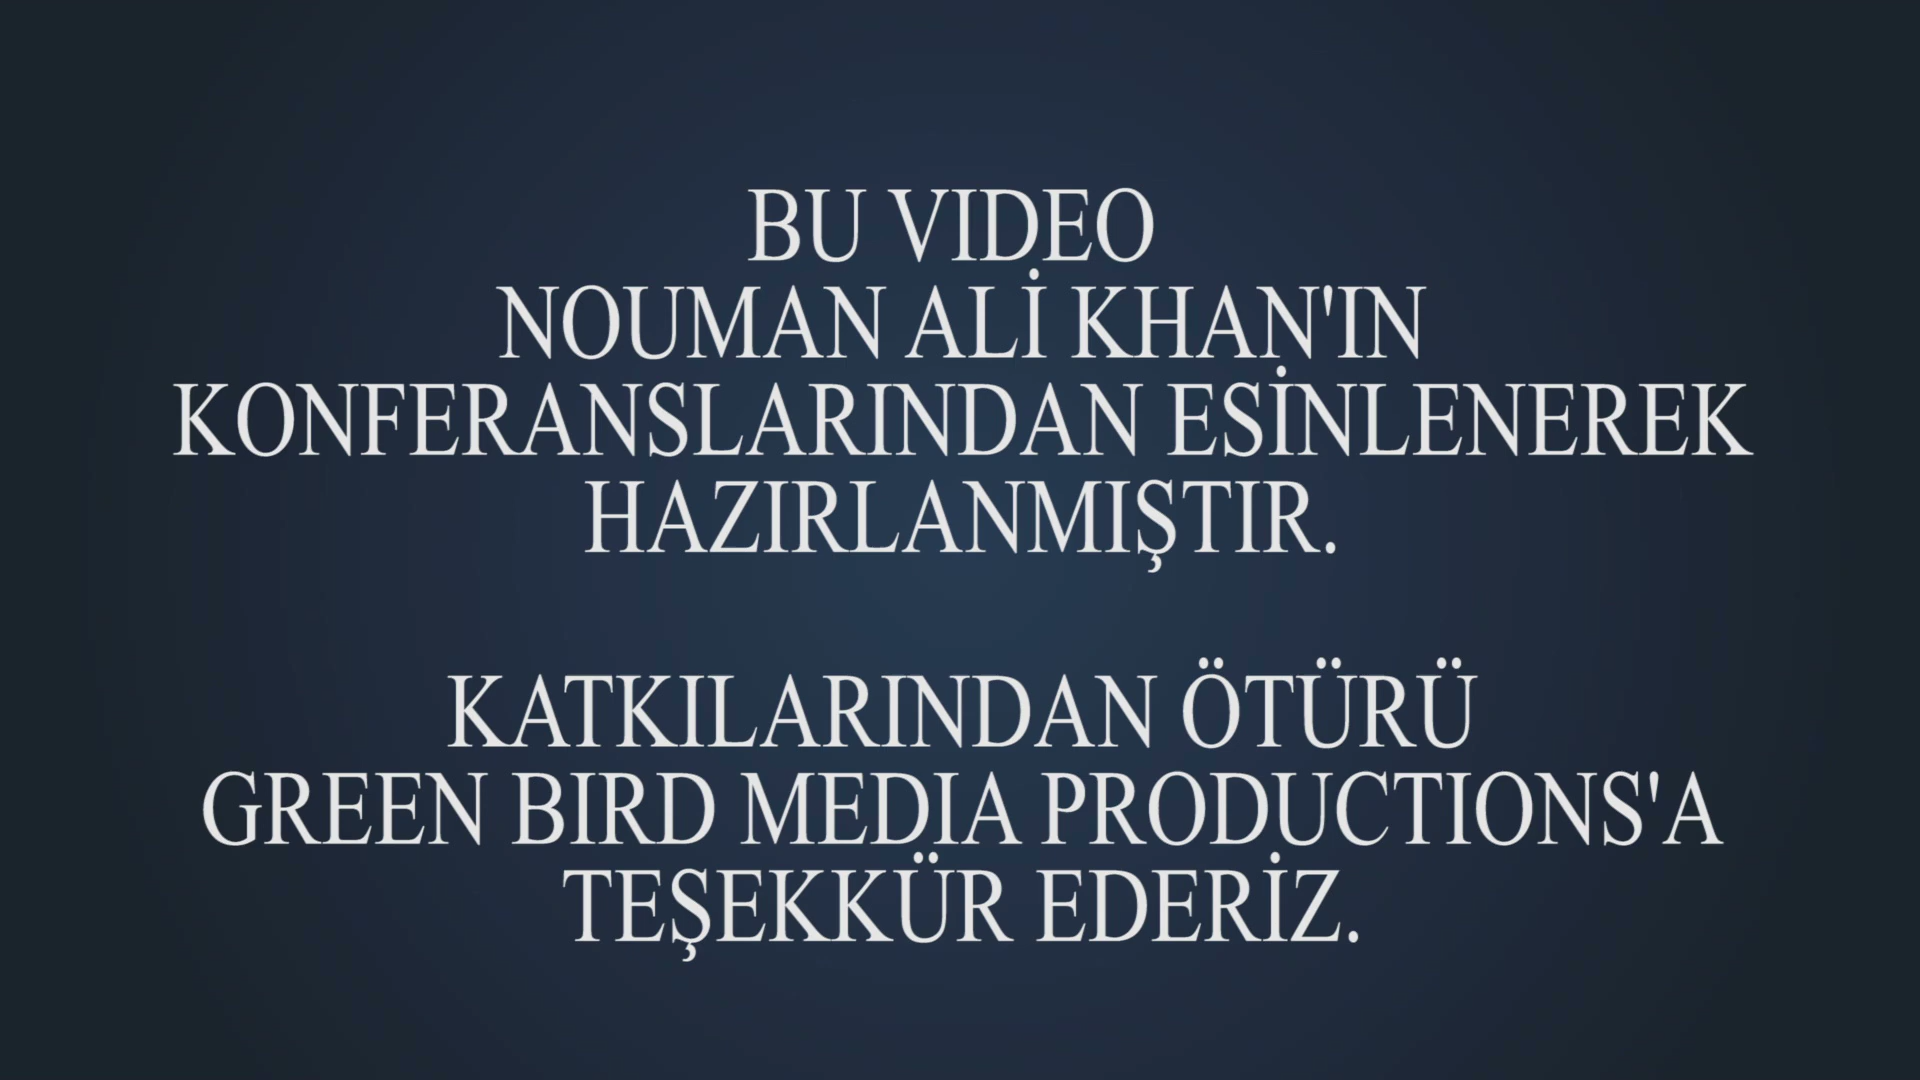 BU VIDEO
NOUMAN ALİ KHAN'IN
KONFERANSLARINDAN ESİNLENEREK
HAZIRLANMIŞTIR.
KATKILARINDAN ÖTÜRÜ
GREEN BIRD MEDIA PRODUCTIONS'A
TEŞEKKÜR EDERİZ.